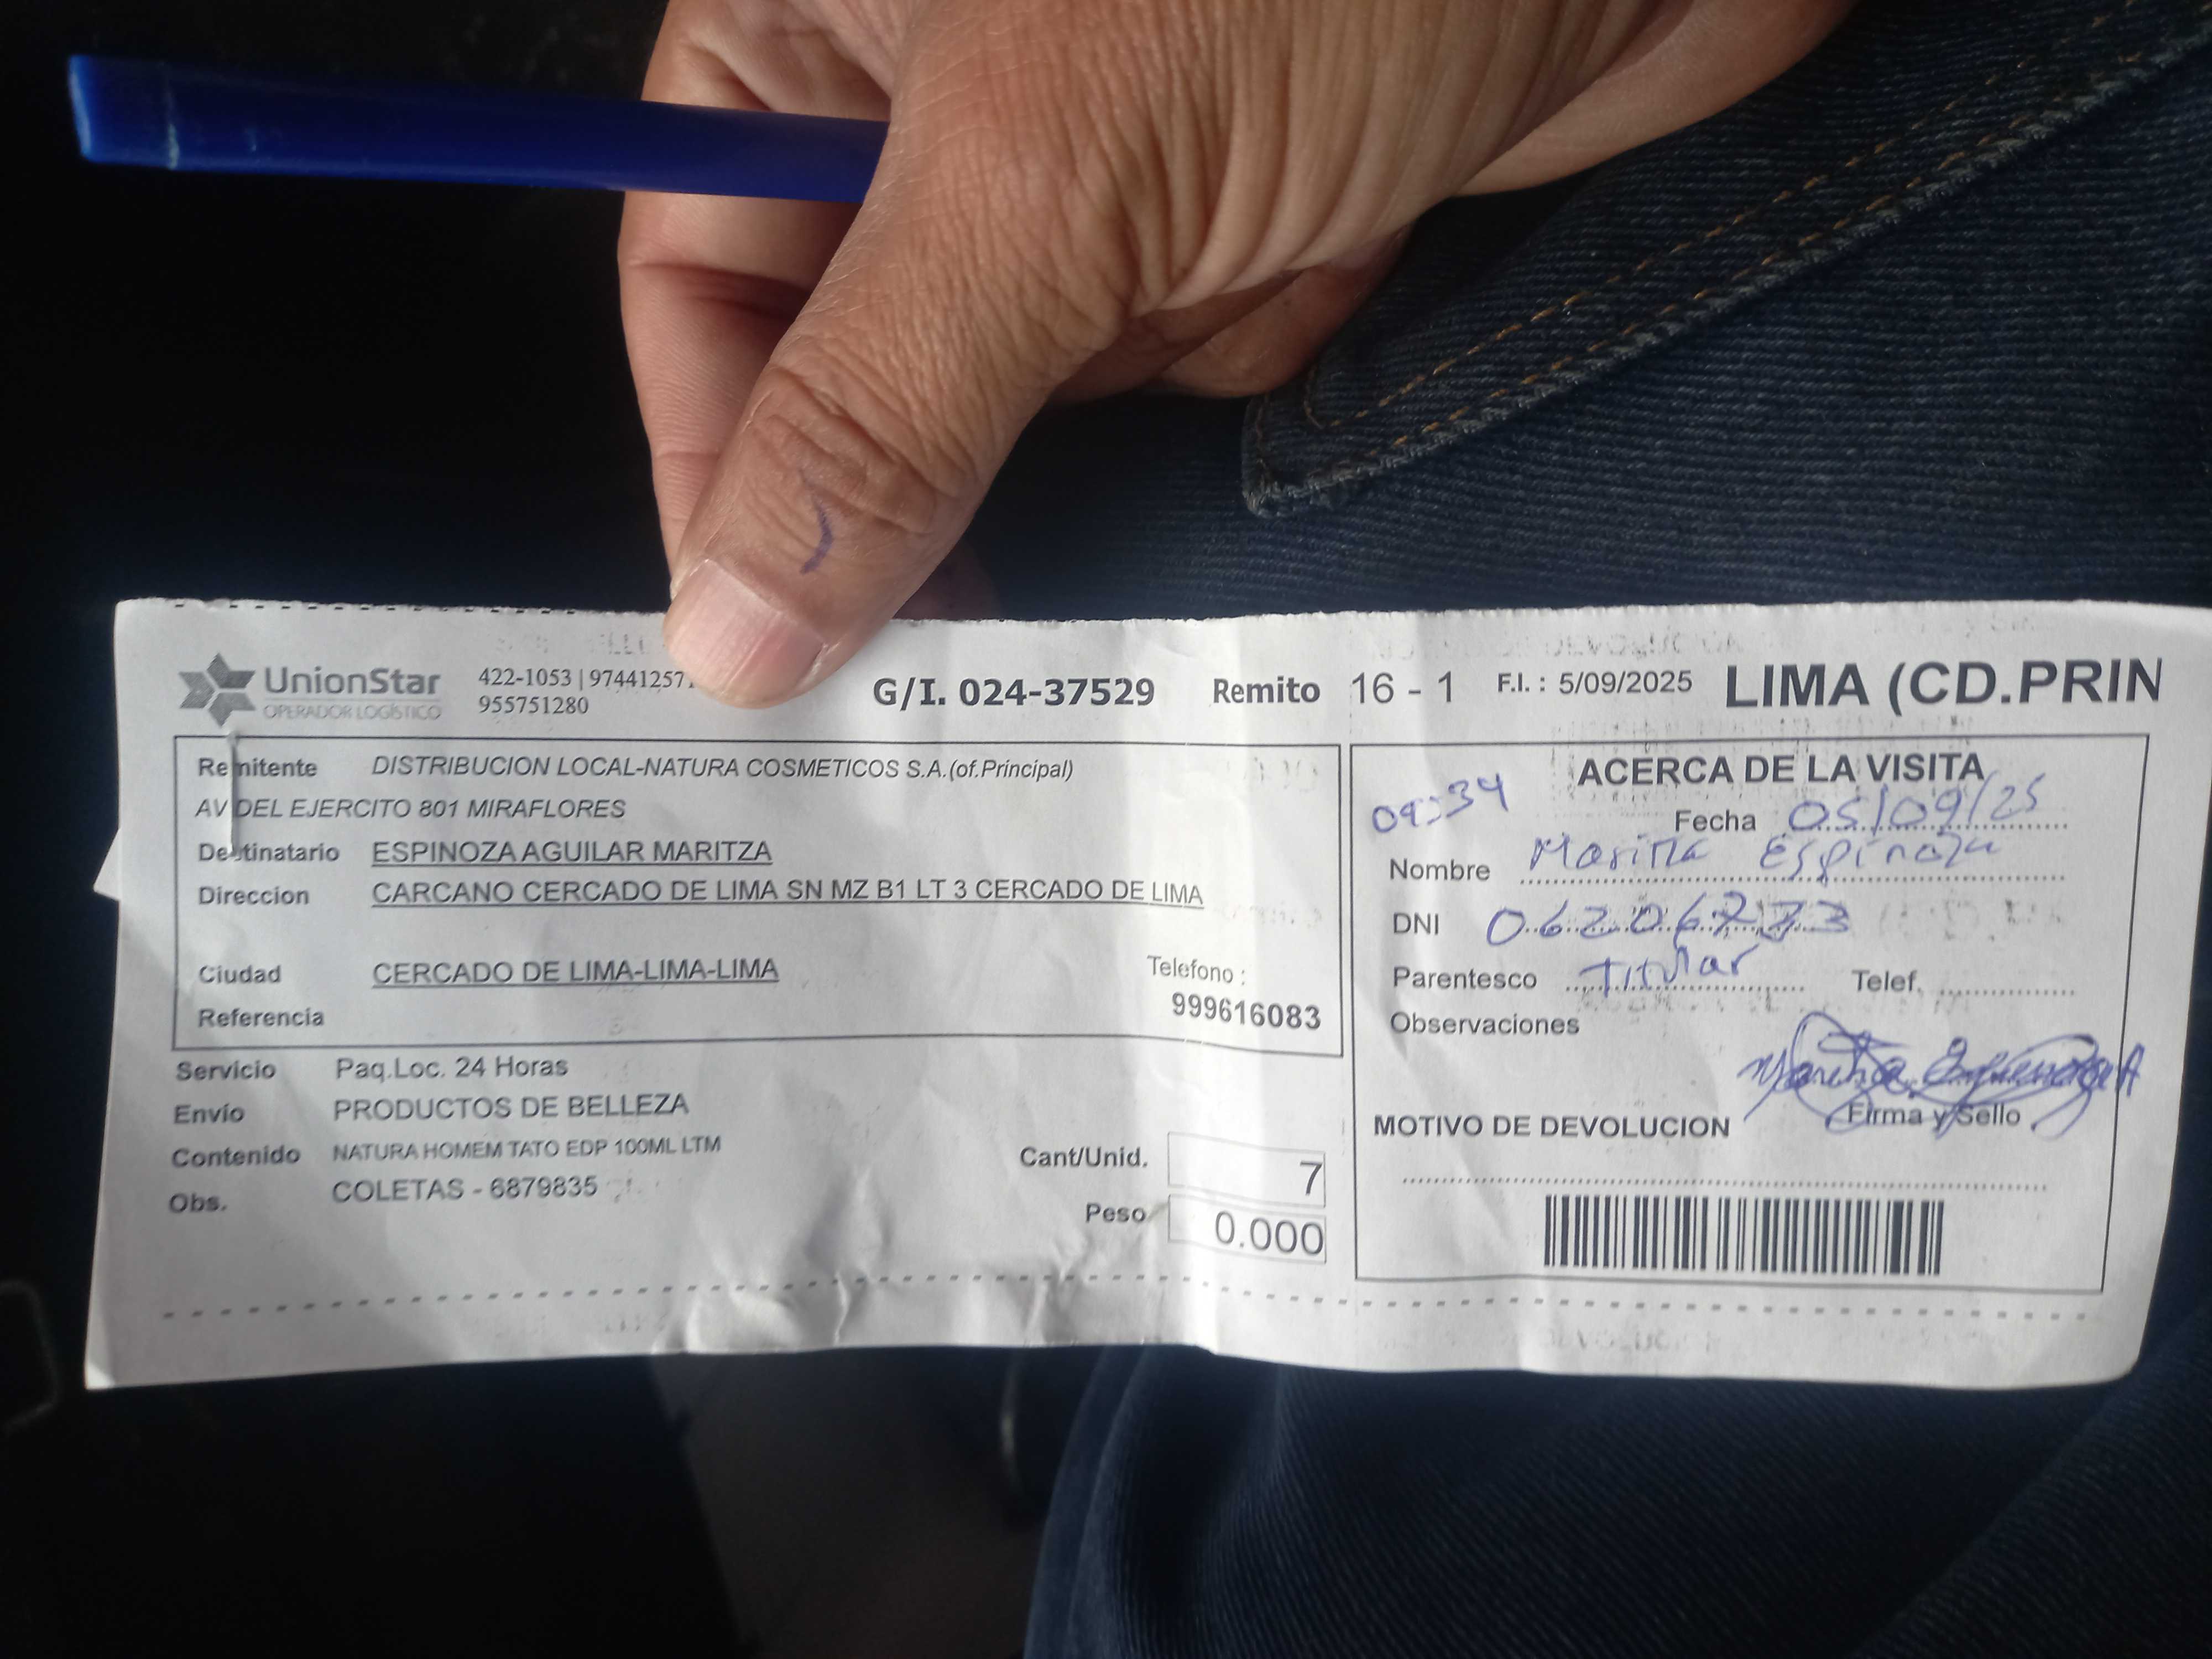 UnionStar
OPERADOR LOGÍSTICO
422-1053 | 97441257
955751280
G/I. 024-37529 Remito 16 - 1 F.I. : 5/09/2025 LIMA (CD.PRIN
Remitente DISTRIBUCION LOCAL-NATURA COSMETICOS S.A.(of.Principal)
AV DEL EJERCITO 801 MIRAFLORES
Destinatario ESPINOZA AGUILAR MARITZA
Direccion CARCANO CERCADO DE LIMA SN MZ B1 LT 3 CERCADO DE LIMA
Ciudad CERCADO DE LIMA-LIMA-LIMA
Telefono :
999616083
Referencia
Servicio Paq.Loc. 24 Horas
Envío PRODUCTOS DE BELLEZA
Contenido NATURA HOMEM TATO EDP 100ML LTM
Obs. COLETAS - 6879835
Cant/Unid. 7
Peso 0.000
ACERCA DE LA VISITA
09:34
Fecha 05/09/25
Nombre Maritza Espinoza
DNI
Parentesco Titular Telef.
Observaciones
Firma y Sello
MOTIVO DE DEVOLUCION